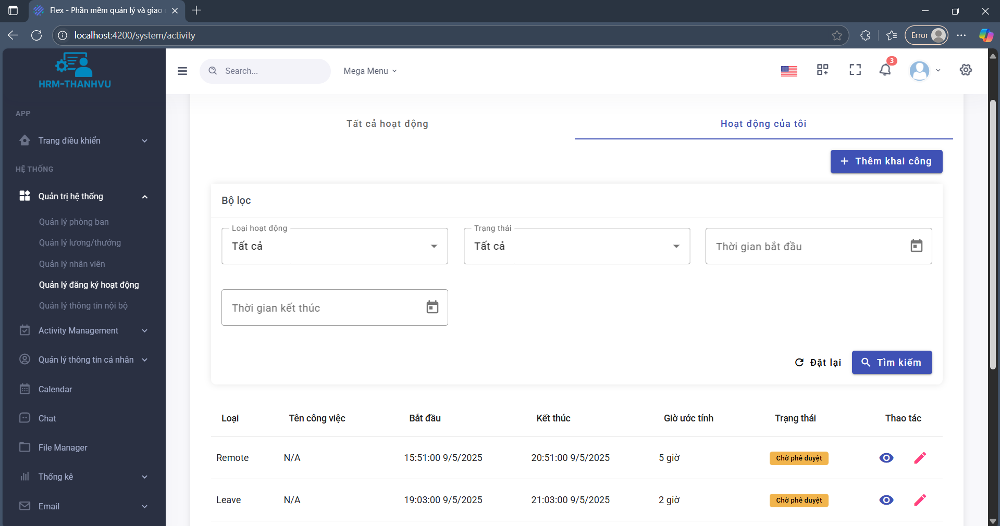 Flex - Phần mềm quản lý và giao
localhost:4200/system/activity
Error
HRM-THANHVU
Search...
Mega Menu
3
APP
Trang điều khiển
HỆ THỐNG
Quản trị hệ thống
Quản lý phòng ban
Quản lý lương/thưởng
Quản lý nhân viên
Quản lý đăng ký hoạt động
Quản lý thông tin nội bộ
Activity Management
Quản lý thông tin cá nhân
Calendar
Chat
File Manager
Thống kê
Email
Tất cả hoạt động
Hoạt động của tôi
Thêm khai công
Bộ lọc
Loại hoạt động
Tất cả
Trạng thái
Tất cả
Thời gian bắt đầu
Thời gian kết thúc
Đặt lại
Tìm kiếm
Loại Tên công việc Bắt đầu Kết thúc Giờ ước tính Trạng thái Thao tác
Remote N/A 15:51:00 9/5/2025 20:51:00 9/5/2025 5 giờ Chờ phê duyệt
Leave N/A 19:03:00 9/5/2025 21:03:00 9/5/2025 2 giờ Chờ phê duyệt